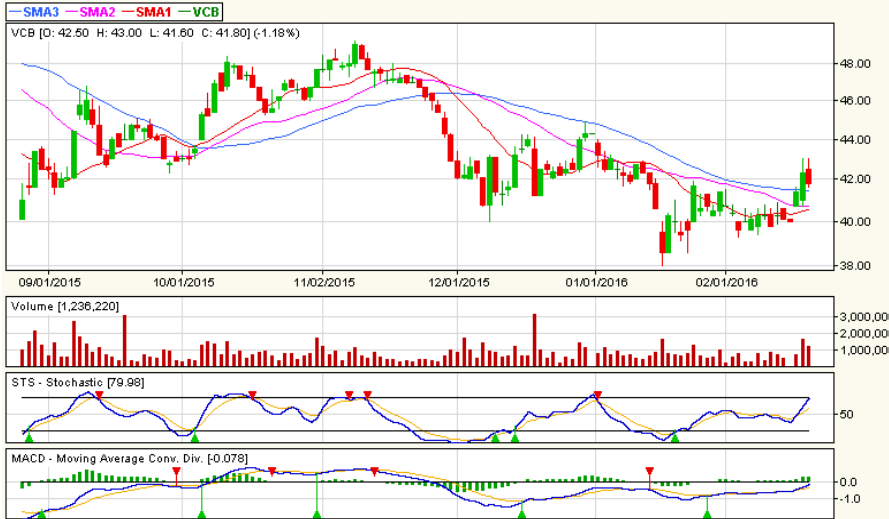 SMA3 SMA2 SMA1 VCB
VCB [O: 42.50 H: 43.00 L: 41.60 C: 41.80] (-1.18%)
48.00
46.00
44.00
42.00
40.00
38.00
09/01/2015 10/01/2015 11/02/2015 12/01/2015 01/01/2016 02/01/2016
Volume [1,236,220]
3,000,00
2,000,00
1,000,00
STS - Stochastic [79.98]
50
MACD - Moving Average Conv. Div. [-0.078]
0.0
-1.0